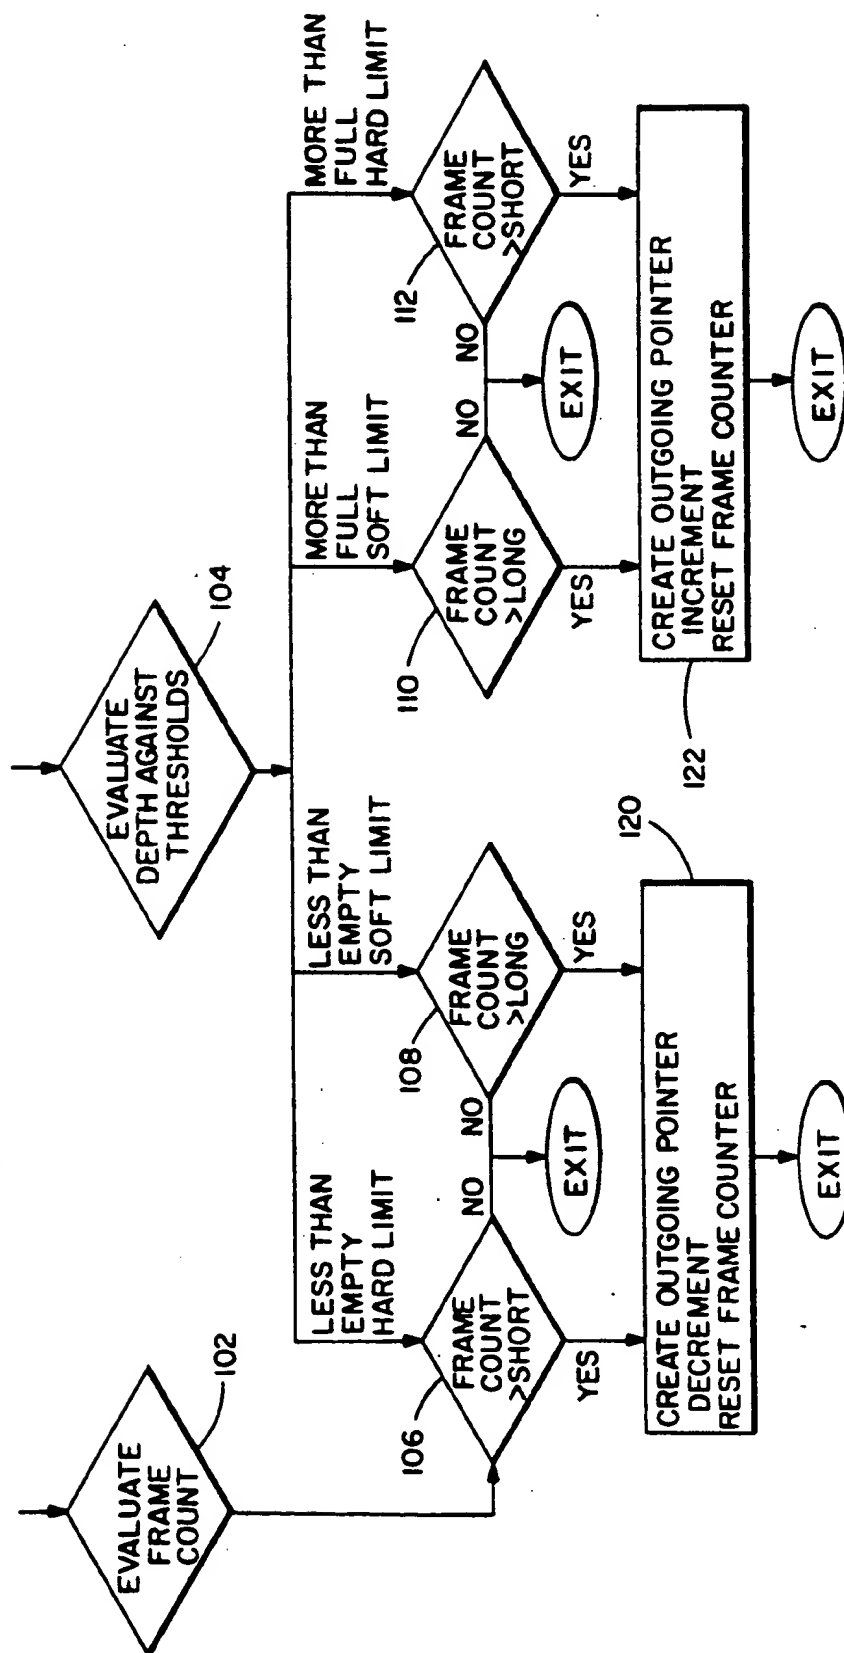 EVALUATE
FRAME
COUNT
102
EVALUATE
DEPTH AGAINST
THRESHOLDS
104
LESS THAN
EMPTY
HARD LIMIT
LESS THAN
EMPTY
SOFT LIMIT
MORE THAN
FULL
SOFT LIMIT
MORE THAN
FULL
HARD LIMIT
106
FRAME
COUNT
>SHORT
NO
YES
108
FRAME
COUNT
>LONG
NO
YES
EXIT
110
FRAME
COUNT
>LONG
NO
YES
112
FRAME
COUNT
>SHORT
NO
YES
EXIT
CREATE OUTGOING POINTER
DECREMENT
RESET FRAME COUNTER
120
EXIT
CREATE OUTGOING POINTER
INCREMENT
RESET FRAME COUNTER
122
EXIT